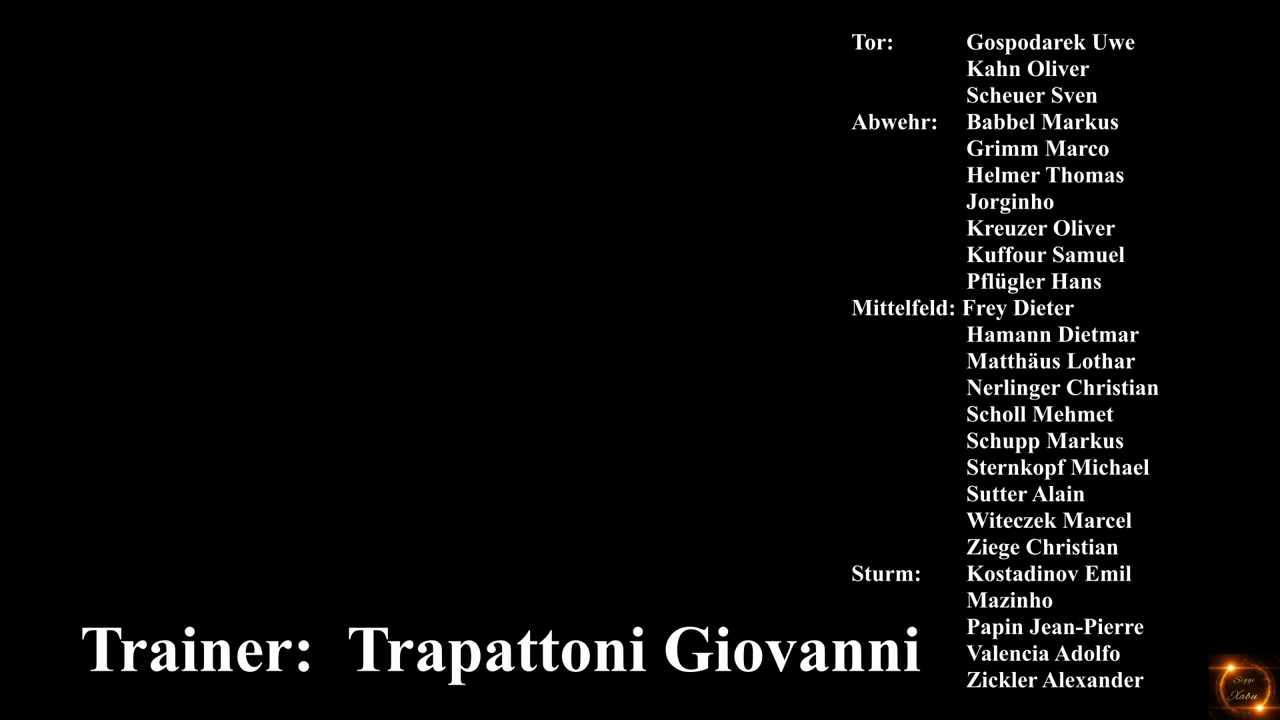 Tor: Gospodarek Uwe
Kahn Oliver
Scheuer Sven
Abwehr: Babbel Markus
Grimm Marco
Helmer Thomas
Jorginho
Kreuzer Oliver
Kuffour Samuel
Pflügler Hans
Mittelfeld: Frey Dieter
Hamann Dietmar
Matthäus Lothar
Nerlinger Christian
Scholl Mehmet
Schupp Markus
Sternkopf Michael
Sutter Alain
Witeczek Marcel
Ziege Christian
Sturm: Kostadinov Emil
Mazinho
Papin Jean-Pierre
Valencia Adolfo
Zickler Alexander
Trainer: Trapattoni Giovanni
Siggi
Xabu